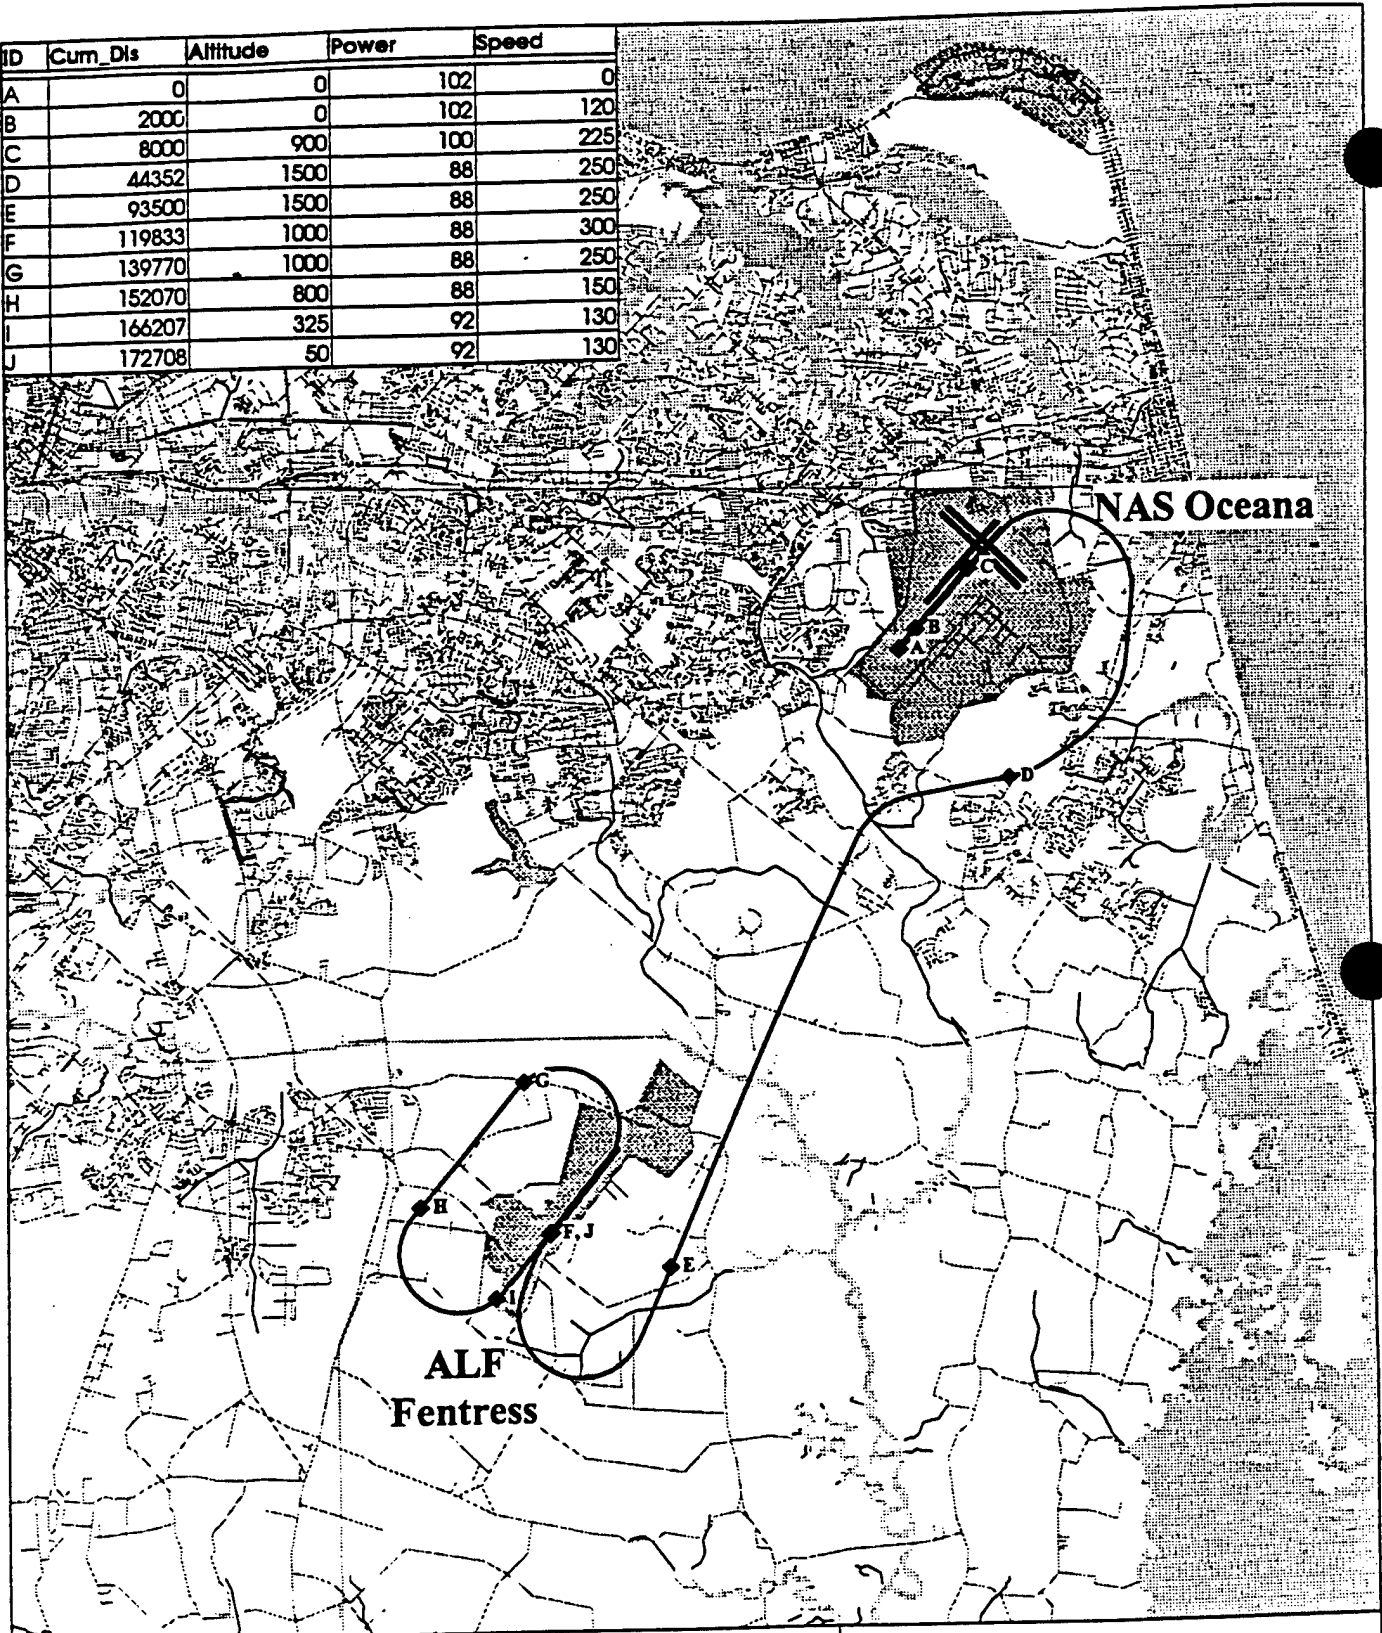 ID Cum_Dis Altitude Power Speed
A 0 0 102 0
B 2000 0 102 120
C 8000 900 100 225
D 44352 1500 88 250
E 93500 1500 88 250
F 119833 1000 88 300
G 139770 1000 88 250
H 152070 800 88 150
I 166207 325 92 130
J 172708 50 92 130
NAS Oceana
C
B
A
D
G
H
F, J
E
I
ALF
Fentress